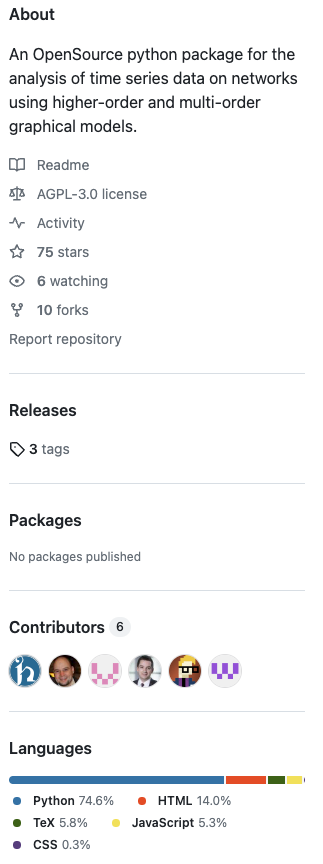 About
An OpenSource python package for the
analysis of time series data on networks
using higher-order and multi-order
graphical models.
Readme
AGPL-3.0 license
Activity
75 stars
6 watching
10 forks
Report repository
Releases
3 tags
Packages
No packages published
Contributors 6
Languages
Python 74.6% HTML 14.0%
TeX 5.8% JavaScript 5.3%
CSS 0.3%